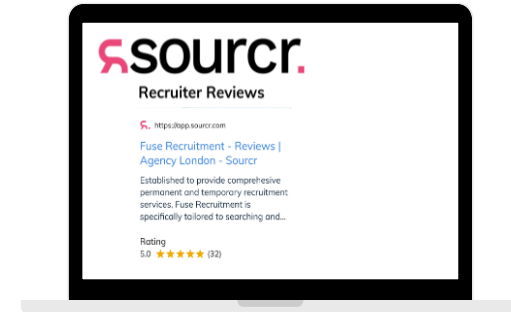 sourcr.
Recruiter Reviews
https://app.sourcr.com
Fuse Recruitment - Reviews |
Agency London - Sourcr
Established to provide comprehesive
permanent and temporary recruitment
services, Fuse Recruitment is
specifically tailored to searching and...
Rating
5.0 ★★★★★ (32)